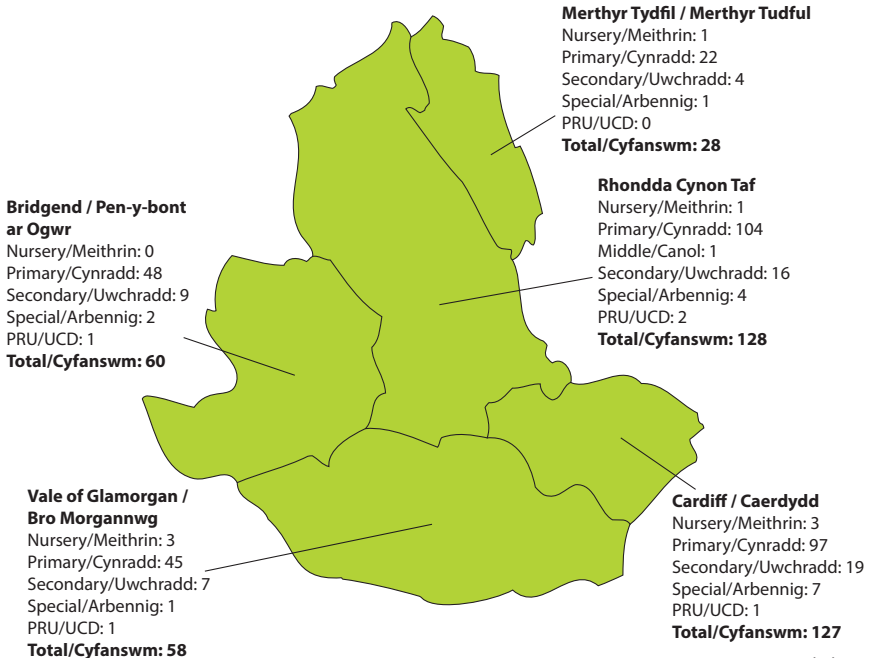 Merthyr Tydfil / Merthyr Tudful
Nursery/Meithrin: 1
Primary/Cynradd: 22
Secondary/Uwchradd: 4
Special/Arbennig: 1
PRU/UCD: 0
Total/Cyfanswm: 28
Rhondda Cynon Taf
Nursery/Meithrin: 1
Primary/Cynradd: 104
Middle/Canol: 1
Secondary/Uwchradd: 16
Special/Arbennig: 4
PRU/UCD: 2
Total/Cyfanswm: 128
Bridgend / Pen-y-bont
ar Ogwr
Nursery/Meithrin: 0
Primary/Cynradd: 48
Secondary/Uwchradd: 9
Special/Arbennig: 2
PRU/UCD: 1
Total/Cyfanswm: 60
Vale of Glamorgan /
Bro Morgannwg
Nursery/Meithrin: 3
Primary/Cynradd: 45
Secondary/Uwchradd: 7
Special/Arbennig: 1
PRU/UCD: 1
Total/Cyfanswm: 58
Cardiff / Caerdydd
Nursery/Meithrin: 3
Primary/Cynradd: 97
Secondary/Uwchradd: 19
Special/Arbennig: 7
PRU/UCD: 1
Total/Cyfanswm: 127